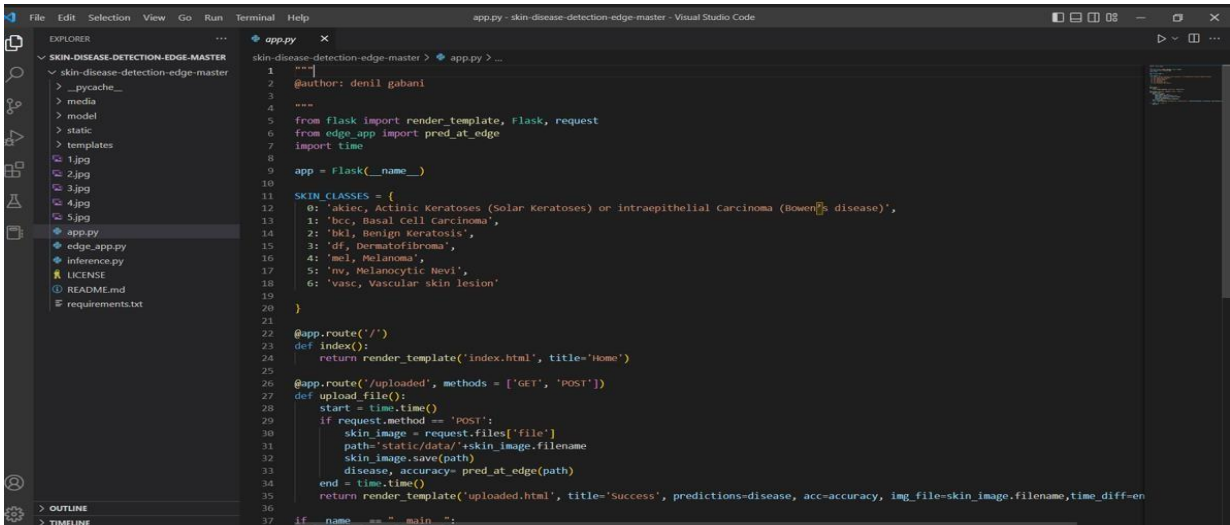 File Edit Selection View Go Run Terminal Help
app.py - skin-disease-detection-edge-master - Visual Studio Code
EXPLORER
SKIN-DISEASE-DETECTION-EDGE-MASTER
skin-disease-detection-edge-master
__pycache__
media
model
static
templates
1.jpg
2.jpg
3.jpg
4.jpg
5.jpg
app.py
edge_app.py
inference.py
LICENSE
README.md
requirements.txt
OUTLINE
TIMELINE
app.py
skin-disease-detection-edge-master > app.py > ...
1 """
2 @author: denil gabani
3
4 """
5 from flask import render_template, Flask, request
6 from edge_app import pred_at_edge
7 import time
8
9 app = Flask(__name__)
10
11 SKIN_CLASSES = {
12 0: 'akiec, Actinic Keratoses (Solar Keratoses) or intraepithelial Carcinoma (Bowen’s disease)',
13 1: 'bcc, Basal Cell Carcinoma',
14 2: 'bkl, Benign Keratosis',
15 3: 'df, Dermatofibroma',
16 4: 'mel, Melanoma',
17 5: 'nv, Melanocytic Nevi',
18 6: 'vasc, Vascular skin lesion'
19
20 }
21
22 @app.route('/')
23 def index():
24 return render_template('index.html', title='Home')
25
26 @app.route('/uploaded', methods = ['GET', 'POST'])
27 def upload_file():
28 start = time.time()
29 if request.method == 'POST':
30 skin_image = request.files['file']
31 path='static/data/'+skin_image.filename
32 skin_image.save(path)
33 disease, accuracy= pred_at_edge(path)
34 end = time.time()
35 return render_template('uploaded.html', title='Success', predictions=disease, acc=accuracy, img_file=skin_image.filename,time_diff=en
36
37 if __name__ == "__main__":